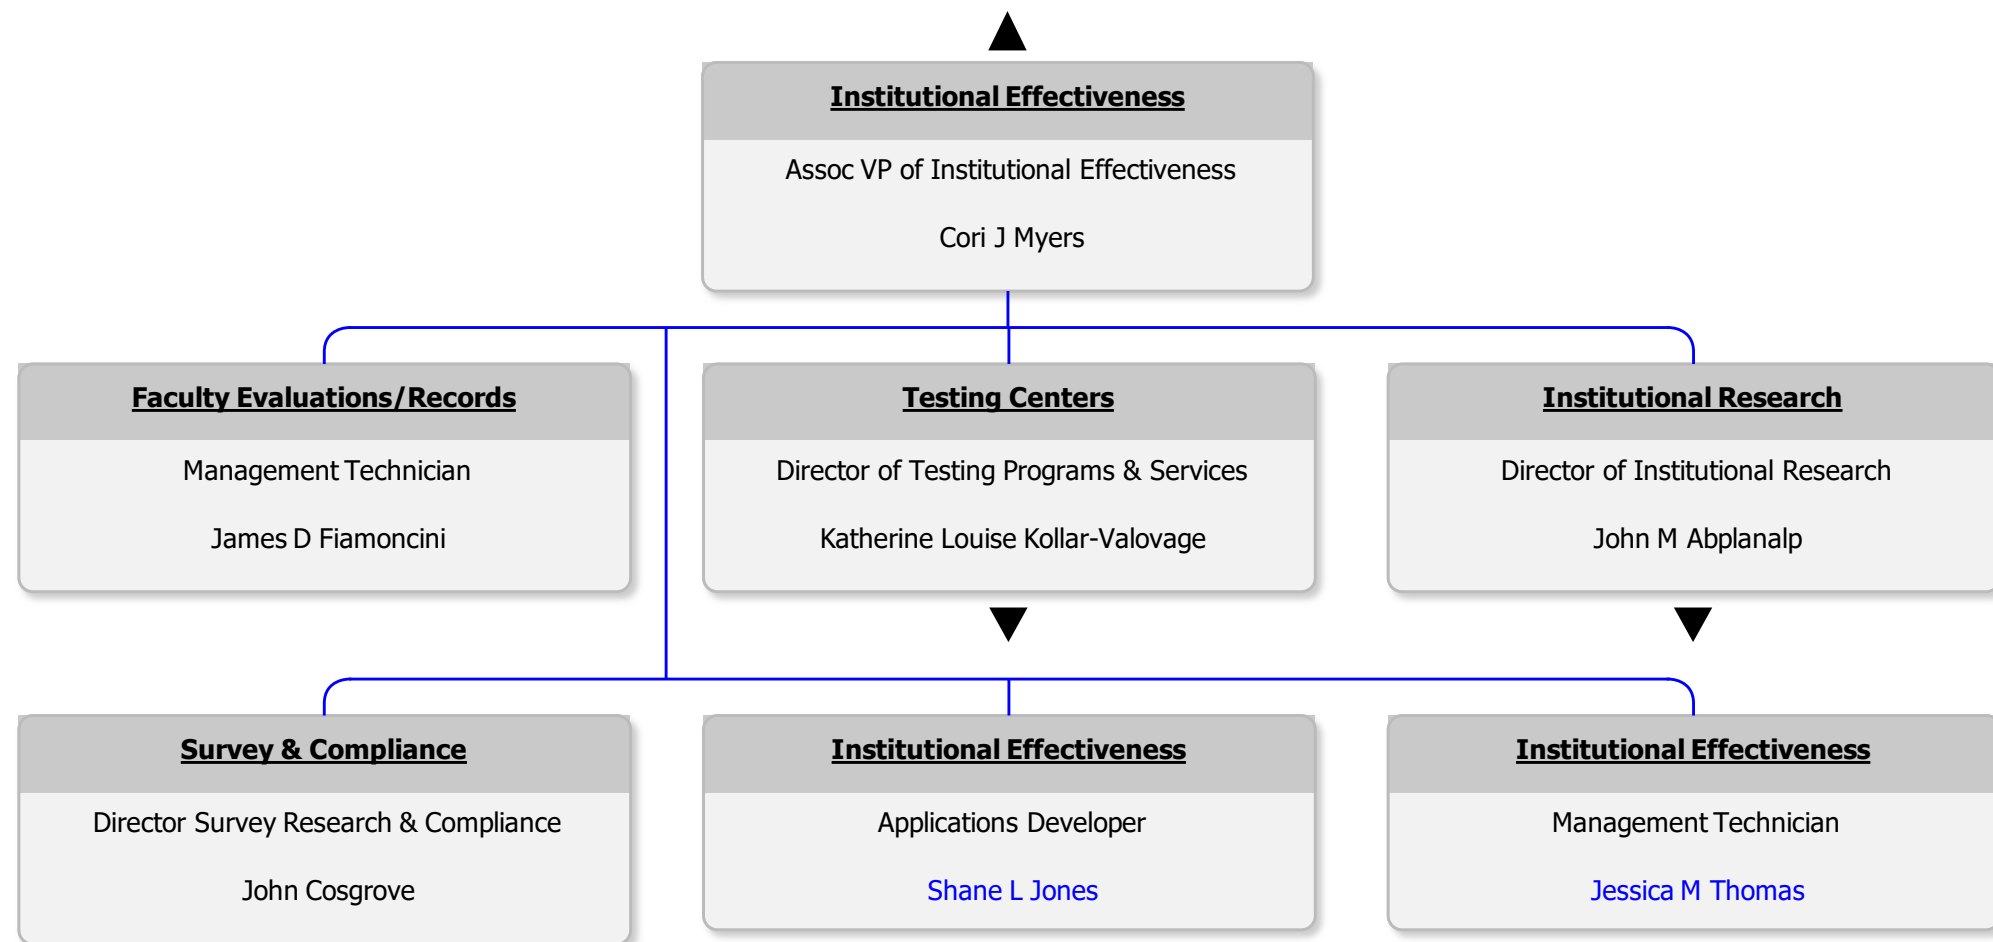 Institutional Effectiveness
Assoc VP of Institutional Effectiveness
Cori J Myers
Faculty Evaluations/Records
Management Technician
James D Fiamoncini
Testing Centers
Director of Testing Programs & Services
Katherine Louise Kollar-Valovage
Institutional Research
Director of Institutional Research
John M Abplanalp
Survey & Compliance
Director Survey Research & Compliance
John Cosgrove
Institutional Effectiveness
Applications Developer
Shane L Jones
Institutional Effectiveness
Management Technician
Jessica M Thomas